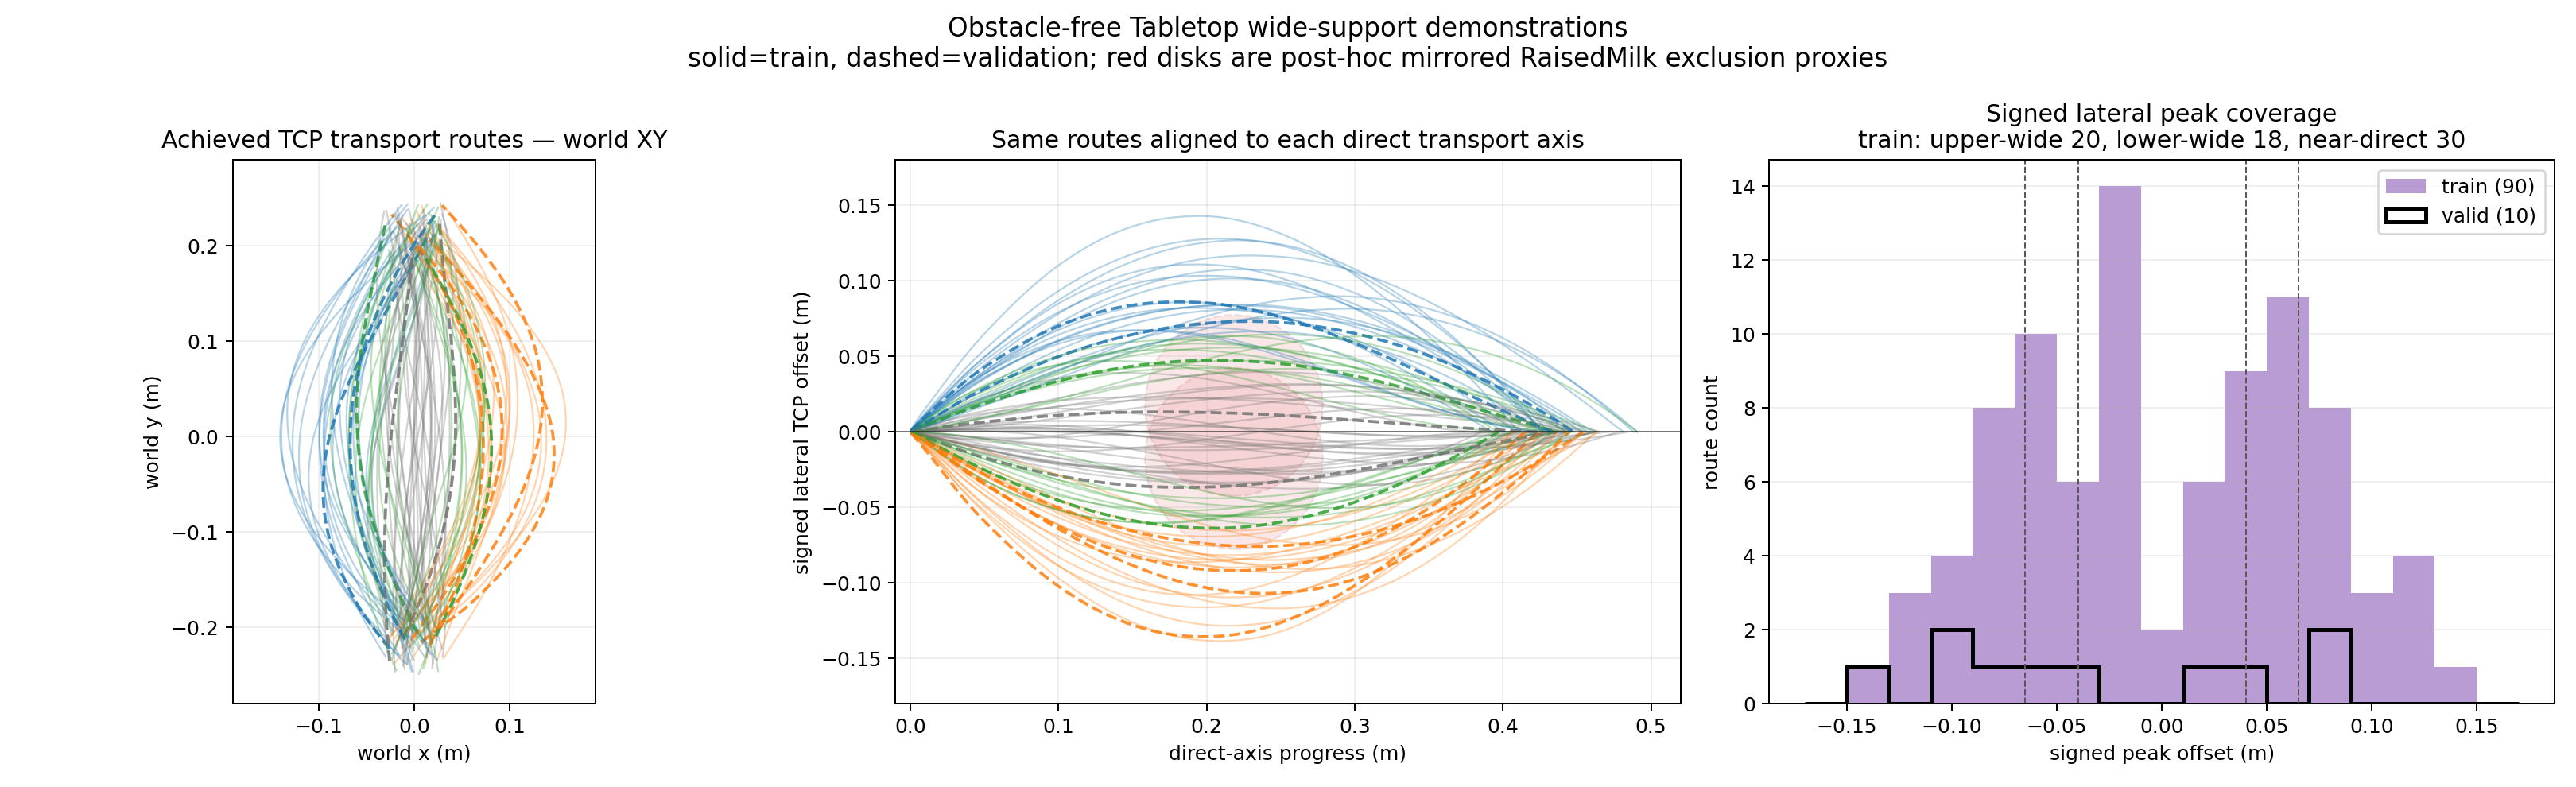 Obstacle-free Tabletop wide-support demonstrations
solid=train, dashed=validation; red disks are post-hoc mirrored RaisedMilk exclusion proxies
Achieved TCP transport routes — world XY
0.2
0.1
0.0
−0.1
−0.2
world y (m)
−0.1
0.0
0.1
world x (m)
Same routes aligned to each direct transport axis
0.15
0.10
0.05
0.00
−0.05
−0.10
−0.15
signed lateral TCP offset (m)
0.0
0.1
0.2
0.3
0.4
0.5
direct-axis progress (m)
Signed lateral peak coverage
train: upper-wide 20, lower-wide 18, near-direct 30
train (90)
valid (10)
14
12
10
8
6
4
2
0
route count
−0.15
−0.10
−0.05
0.00
0.05
0.10
0.15
signed peak offset (m)